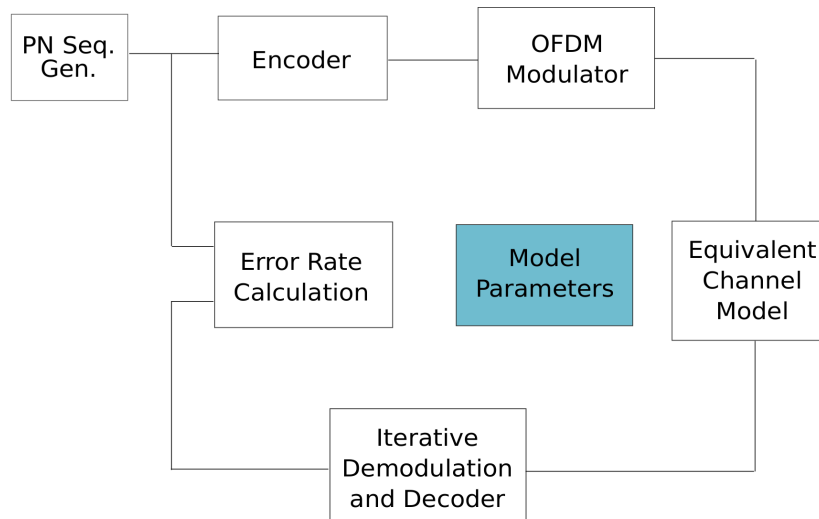 PN Seq.
Gen.
Encoder
OFDM
Modulator
Error Rate
Calculation
Model
Parameters
Equivalent
Channel
Model
Iterative
Demodulation
and Decoder